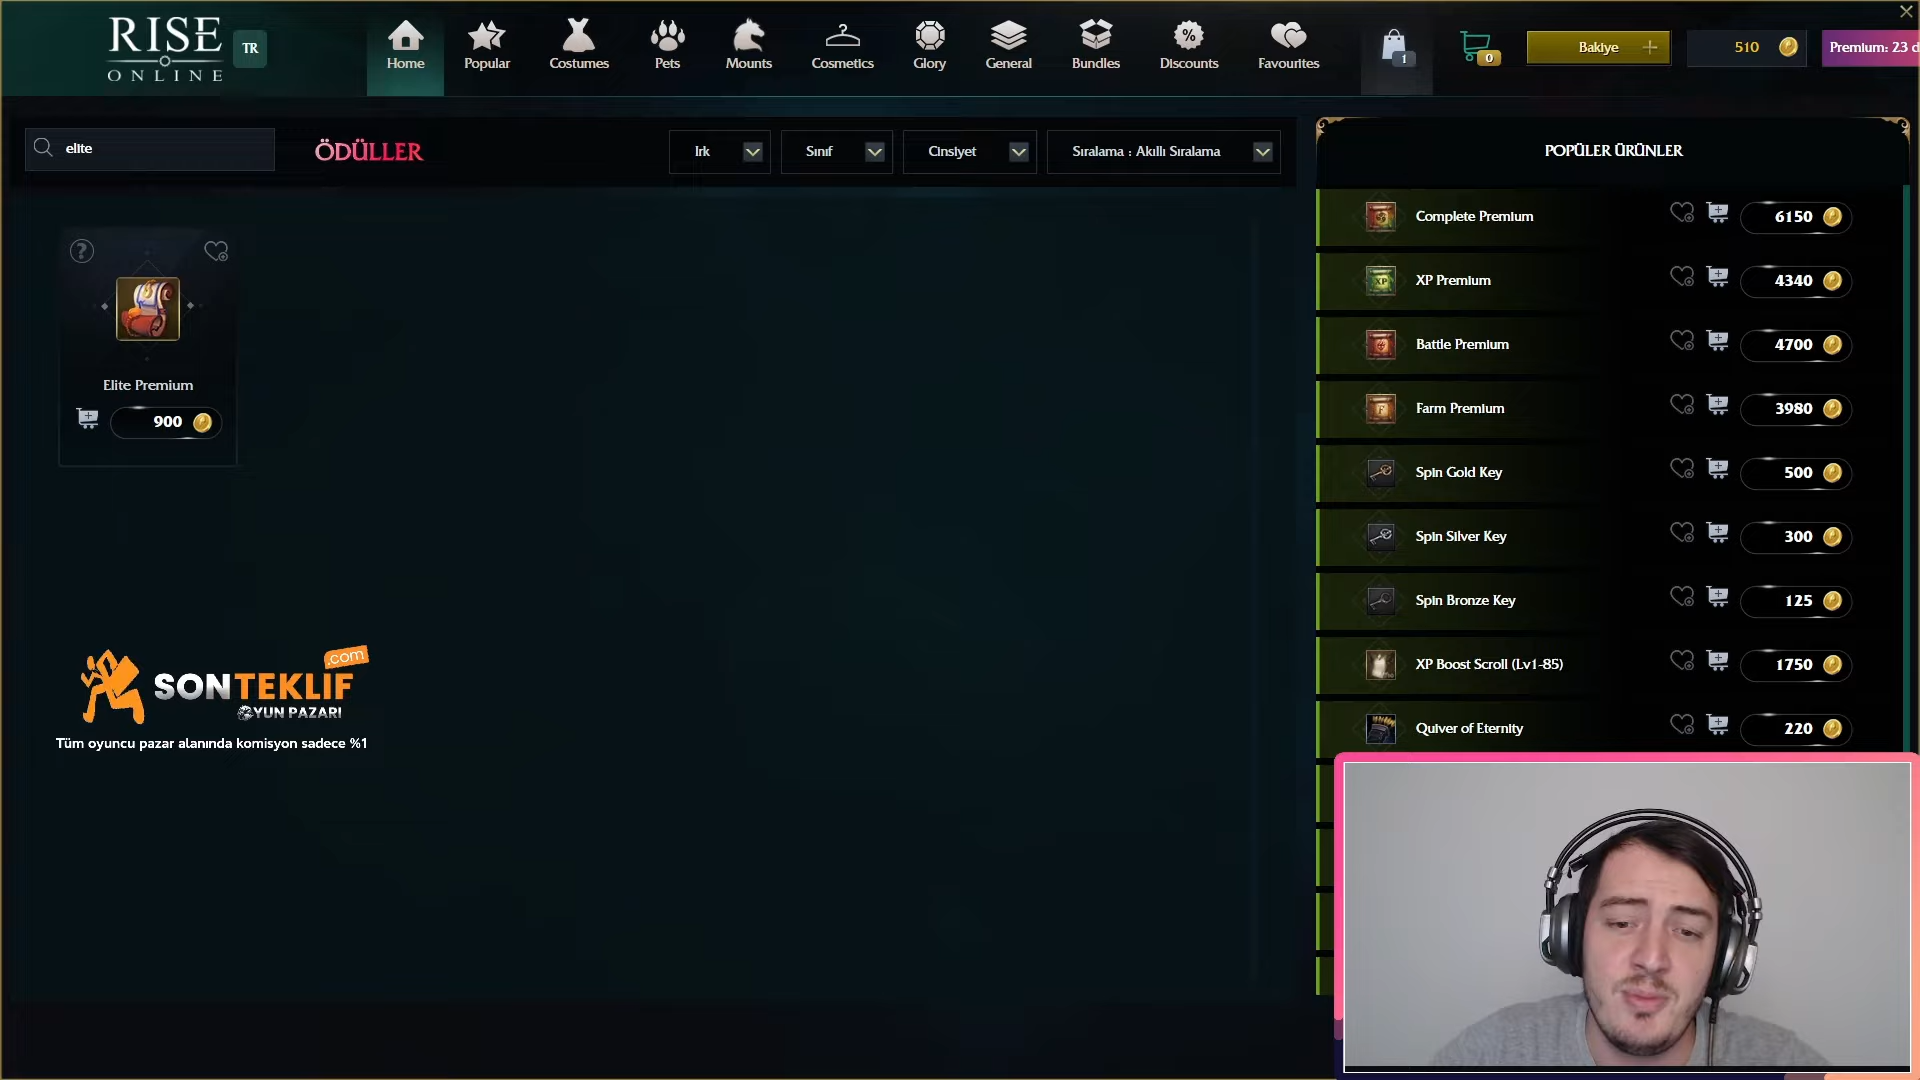 RISE
ONLINE
TR
Home
Popular
Costumes
Pets
Mounts
Cosmetics
Glory
General
Bundles
Discounts
Favourites
1
0
Bakiye
510
Premium: 23 d
elite
ÖDÜLLER
Irk
Sınıf
Cinsiyet
Sıralama : Akıllı Sıralama
POPÜLER ÜRÜNLER
?
Elite Premium
900
Complete Premium 6150
XP Premium 4340
Battle Premium 4700
Farm Premium 3980
Spin Gold Key 500
Spin Silver Key 300
Spin Bronze Key 125
XP Boost Scroll (Lv1-85) 1750
Quiver of Eternity 220
SONTEKLIF .com
OYUN PAZARI
Tüm oyuncu pazar alanında komisyon sadece %1